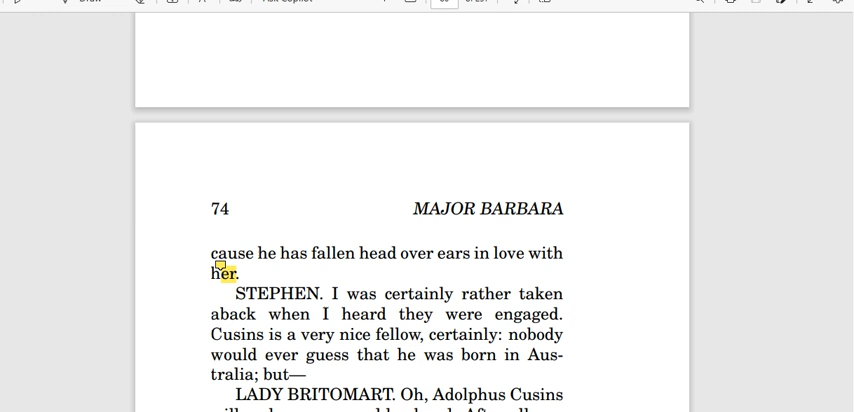 74 MAJOR BARBARA
cause he has fallen head over ears in love with
her.
STEPHEN. I was certainly rather taken
aback when I heard they were engaged.
Cusins is a very nice fellow, certainly: nobody
would ever guess that he was born in Aus-
tralia; but—
LADY BRITOMART. Oh, Adolphus Cusins